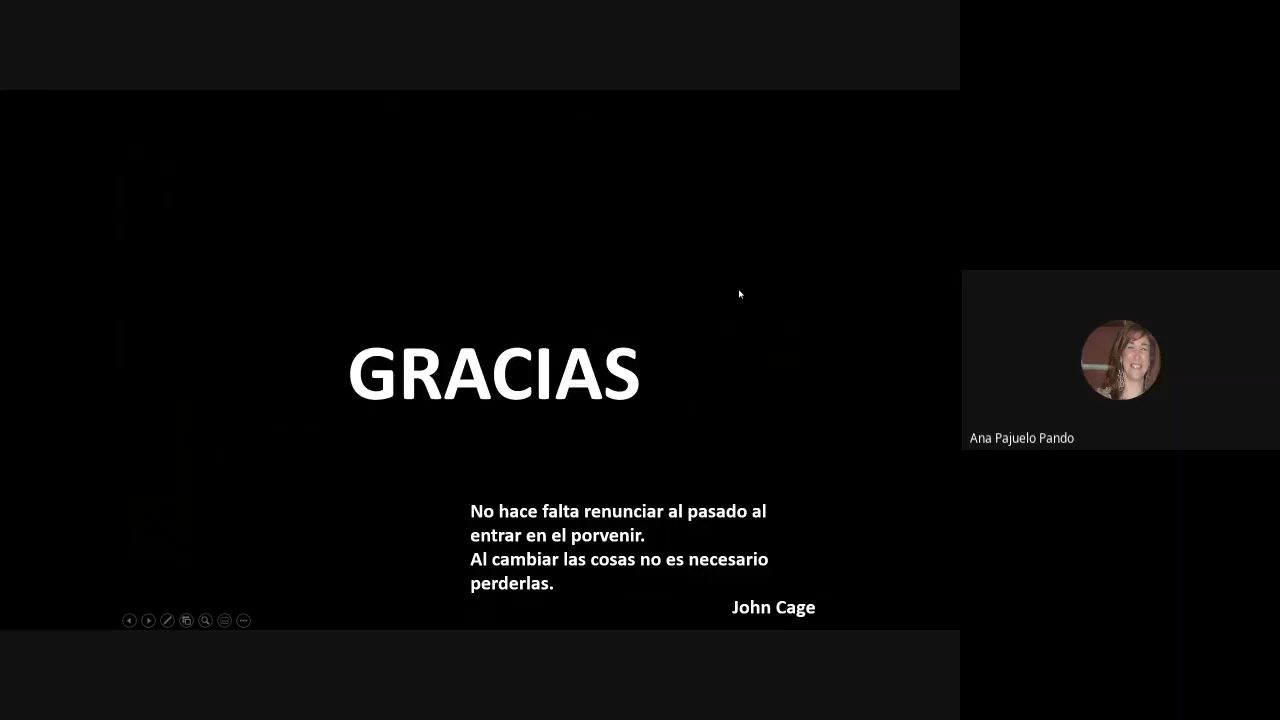 GRACIAS
No hace falta renunciar al pasado al
entrar en el porvenir.
Al cambiar las cosas no es necesario
perderlas.
John Cage
Ana Pajuelo Pando